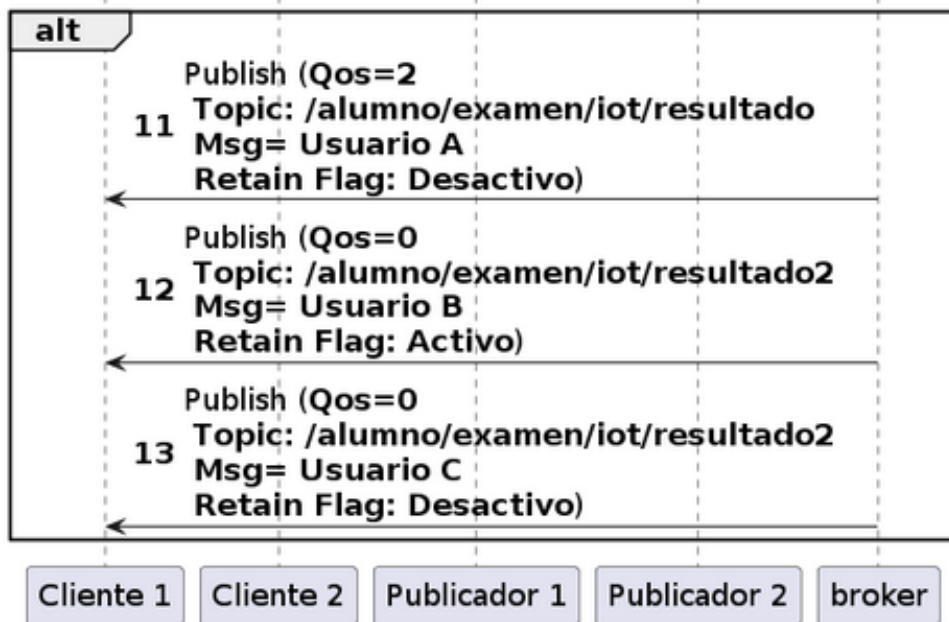 alt
Publish (Qos=2
Topic: /alumno/examen/iot/resultado
11
Msg= Usuario A
Retain Flag: Desactivo)
Publish (Qos=0
Topic: /alumno/examen/iot/resultado2
12
Msg= Usuario B
Retain Flag: Activo)
Publish (Qos=0
Topic: /alumno/examen/iot/resultado2
13
Msg= Usuario C
Retain Flag: Desactivo)
Cliente 1 Cliente 2 Publicador 1 Publicador 2 broker